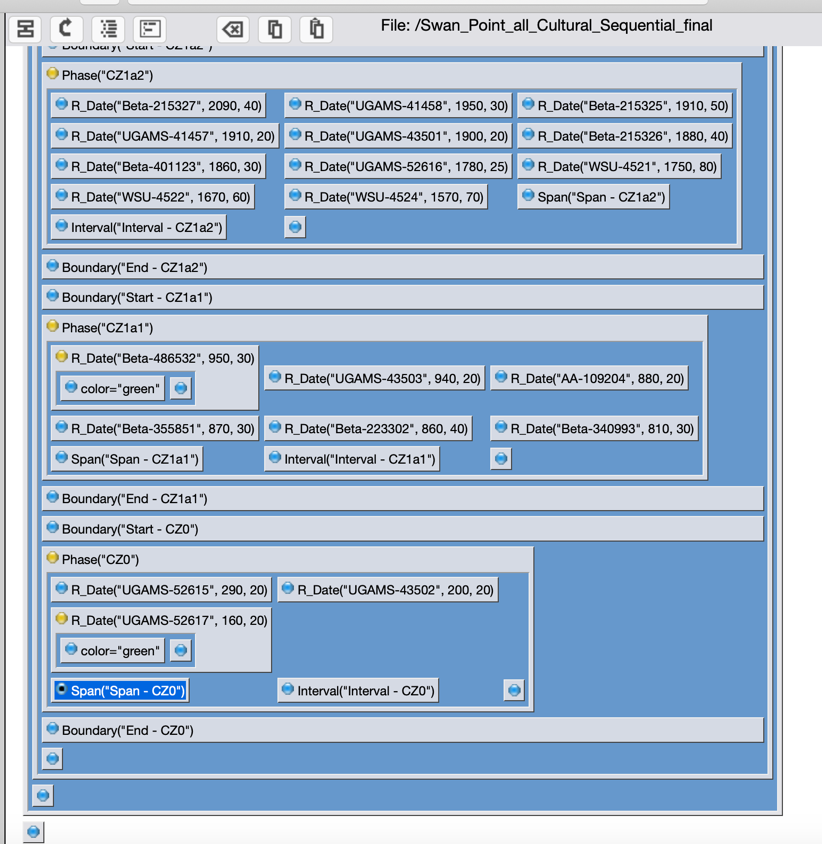 File: /Swan_Point_all_Cultural_Sequential_final
Boundary("Start - CZ1a2")
Phase("CZ1a2")
R_Date("Beta-215327", 2090, 40) R_Date("UGAMS-41458", 1950, 30) R_Date("Beta-215325", 1910, 50)
R_Date("UGAMS-41457", 1910, 20) R_Date("UGAMS-43501", 1900, 20) R_Date("Beta-215326", 1880, 40)
R_Date("Beta-401123", 1860, 30) R_Date("UGAMS-52616", 1780, 25) R_Date("WSU-4521", 1750, 80)
R_Date("WSU-4522", 1670, 60) R_Date("WSU-4524", 1570, 70) Span("Span - CZ1a2")
Interval("Interval - CZ1a2")
Boundary("End - CZ1a2")
Boundary("Start - CZ1a1")
Phase("CZ1a1")
R_Date("Beta-486532", 950, 30)
color="green"
R_Date("UGAMS-43503", 940, 20) R_Date("AA-109204", 880, 20)
R_Date("Beta-355851", 870, 30) R_Date("Beta-223302", 860, 40) R_Date("Beta-340993", 810, 30)
Span("Span - CZ1a1") Interval("Interval - CZ1a1")
Boundary("End - CZ1a1")
Boundary("Start - CZ0")
Phase("CZ0")
R_Date("UGAMS-52615", 290, 20) R_Date("UGAMS-43502", 200, 20)
R_Date("UGAMS-52617", 160, 20)
color="green"
Span("Span - CZ0") Interval("Interval - CZ0")
Boundary("End - CZ0")